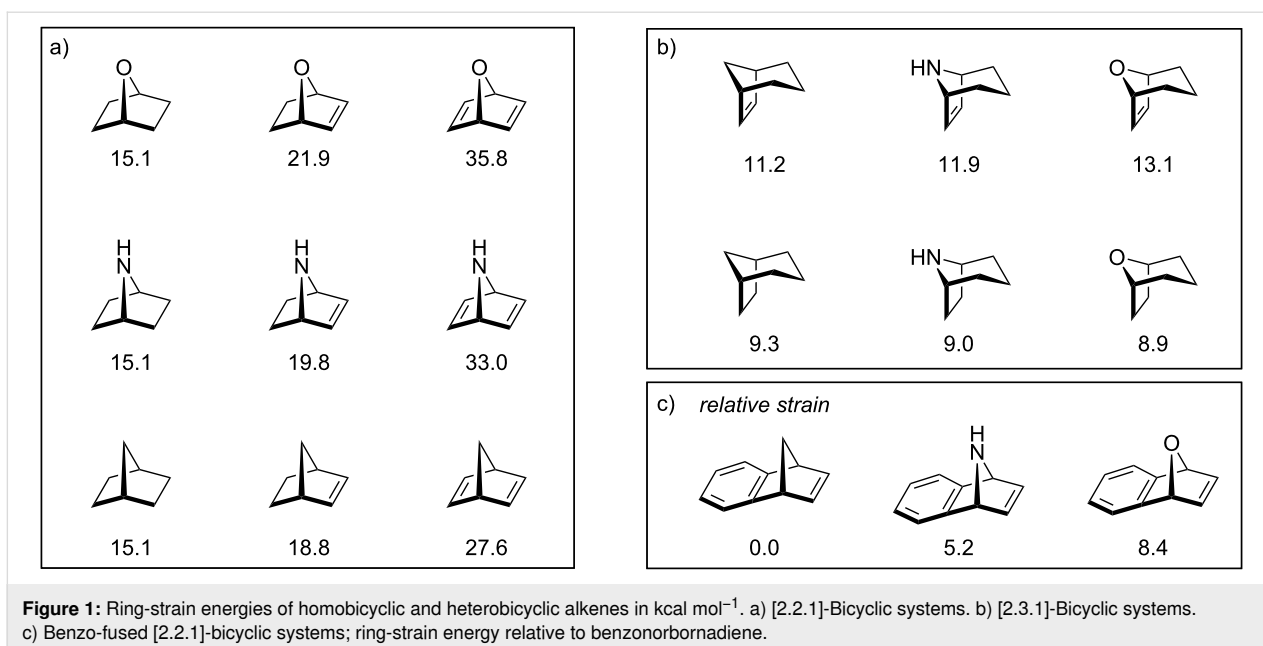 a)
O O O
15.1 21.9 35.8
H H H
N N N
15.1 19.8 33.0
15.1 18.8 27.6
b)
HN O
11.2 11.9 13.1
HN O
9.3 9.0 8.9
c) relative strain
H
N O
0.0 5.2 8.4
Figure 1: Ring-strain energies of homobicyclic and heterobicyclic alkenes in kcal mol⁻¹. a) [2.2.1]-Bicyclic systems. b) [2.3.1]-Bicyclic systems.
c) Benzo-fused [2.2.1]-bicyclic systems; ring-strain energy relative to benzonorbornadiene.